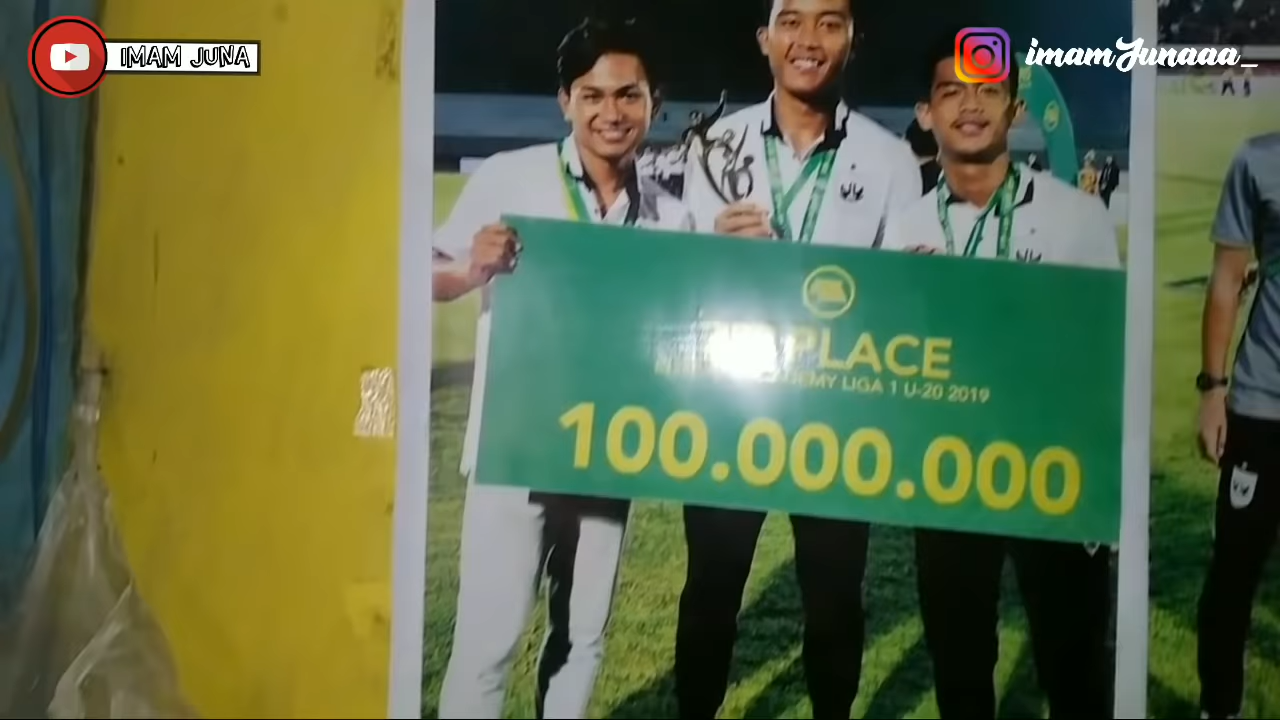 IMAM JUNA
imamJunaaa_
PLACE
LIGA 1 U-20 2019
100.000.000